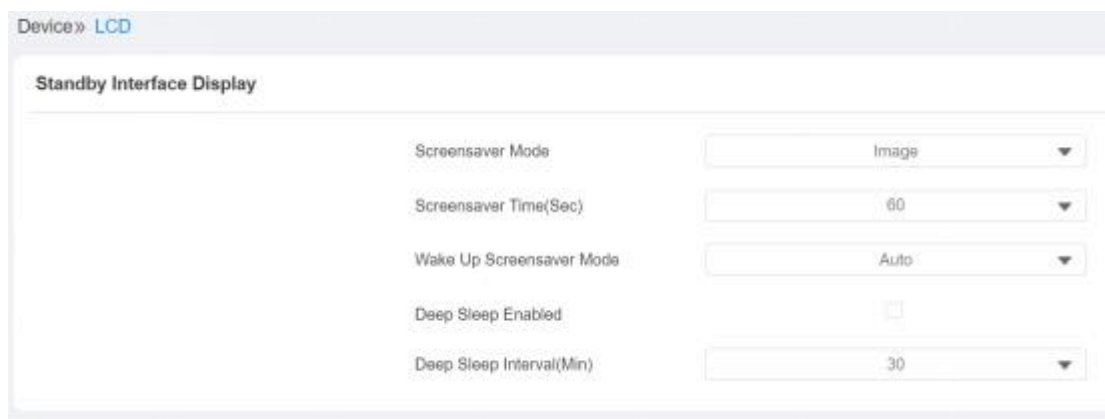 Device» LCD
Standby Interface Display
Screensaver Mode Image
Screensaver Time(Sec) 60
Wake Up Screensaver Mode Auto
Deep Sleep Enabled
Deep Sleep Interval(Min) 30